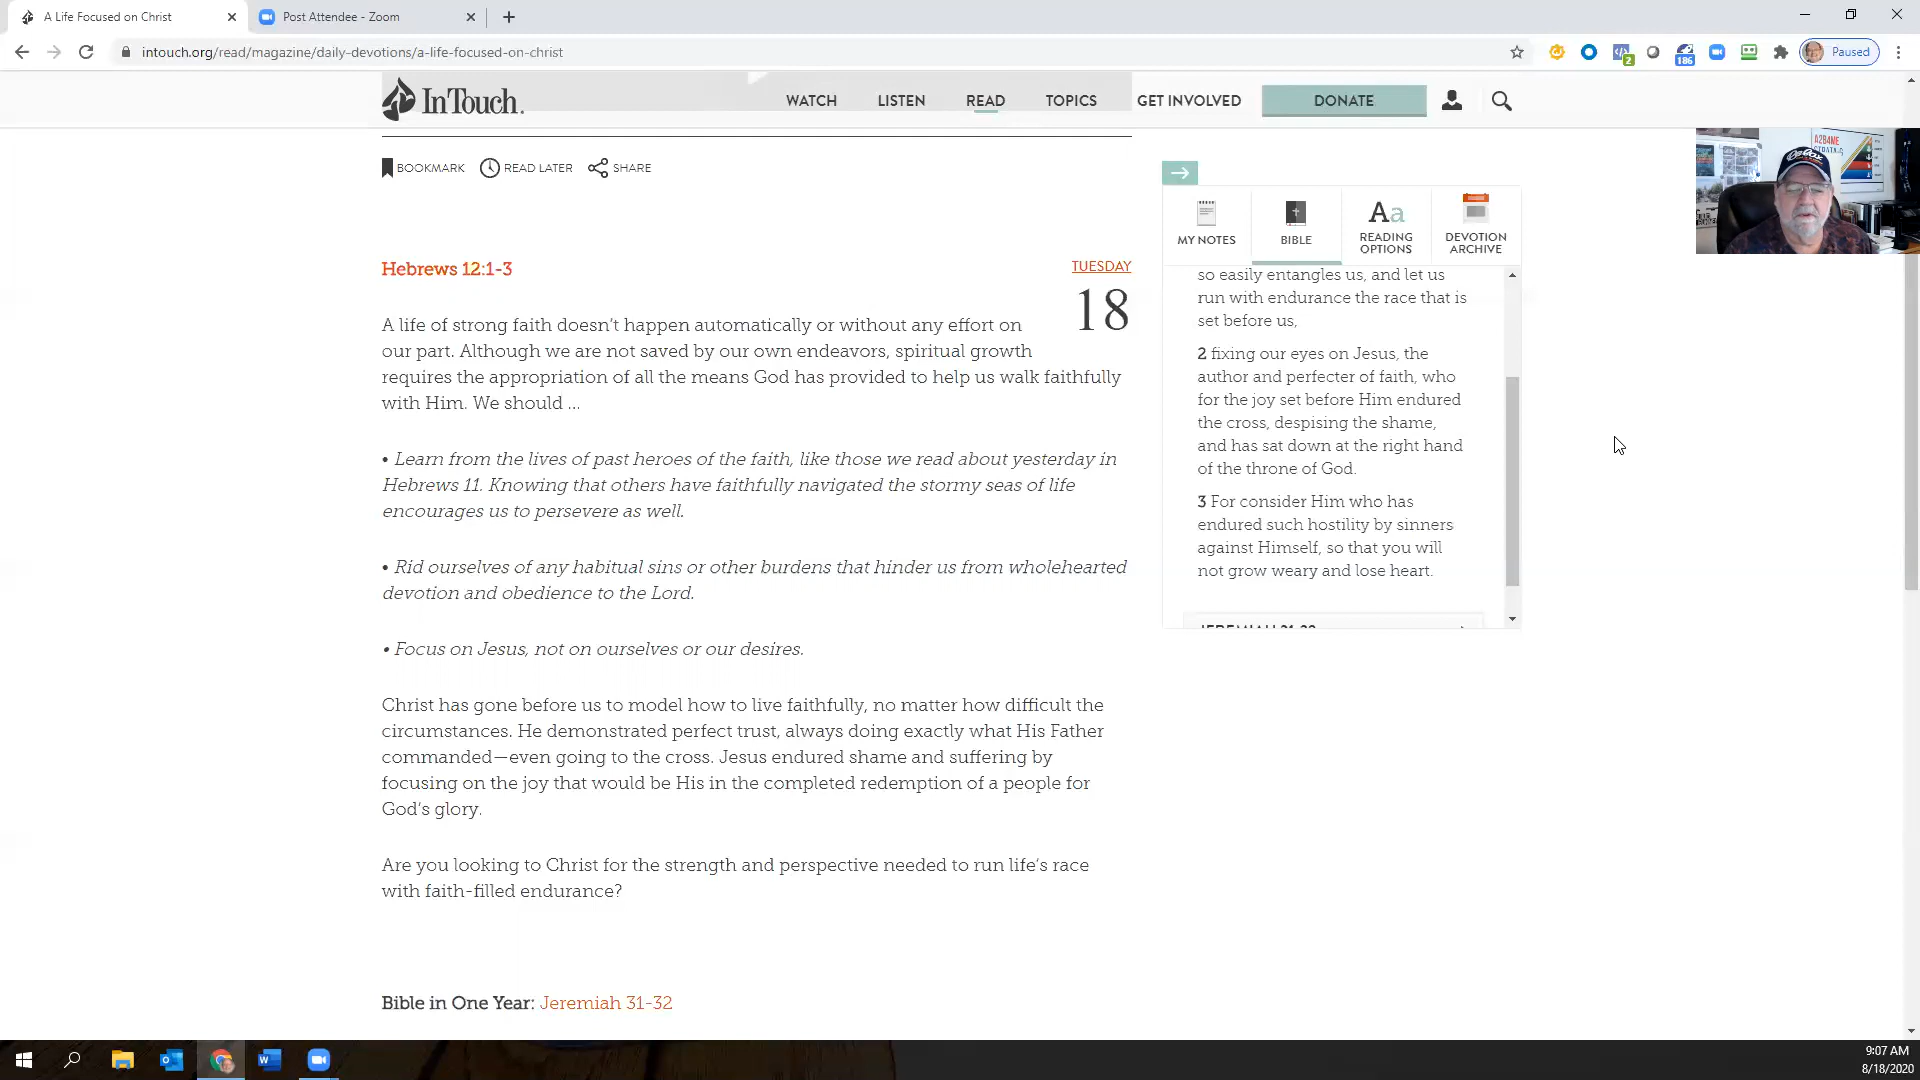 A Life Focused on Christ
Post Attendee - Zoom
intouch.org/read/magazine/daily-devotions/a-life-focused-on-christ
2
186
Paused
InTouch.
WATCH
LISTEN
READ
TOPICS
GET INVOLVED
DONATE
BOOKMARK
READ LATER
SHARE
Hebrews 12:1-3
TUESDAY
18
A life of strong faith doesn't happen automatically or without any effort on
our part. Although we are not saved by our own endeavors, spiritual growth
requires the appropriation of all the means God has provided to help us walk faithfully
with Him. We should ...
• Learn from the lives of past heroes of the faith, like those we read about yesterday in
Hebrews 11. Knowing that others have faithfully navigated the stormy seas of life
encourages us to persevere as well.
• Rid ourselves of any habitual sins or other burdens that hinder us from wholehearted
devotion and obedience to the Lord.
• Focus on Jesus, not on ourselves or our desires.
Christ has gone before us to model how to live faithfully, no matter how difficult the
circumstances. He demonstrated perfect trust, always doing exactly what His Father
commanded—even going to the cross. Jesus endured shame and suffering by
focusing on the joy that would be His in the completed redemption of a people for
God's glory.
Are you looking to Christ for the strength and perspective needed to run life's race
with faith-filled endurance?
Bible in One Year: Jeremiah 31-32
MY NOTES
BIBLE
Aa
READING
OPTIONS
DEVOTION
ARCHIVE
so easily entangles us, and let us
run with endurance the race that is
set before us,
2 fixing our eyes on Jesus, the
author and perfecter of faith, who
for the joy set before Him endured
the cross, despising the shame,
and has sat down at the right hand
of the throne of God.
3 For consider Him who has
endured such hostility by sinners
against Himself, so that you will
not grow weary and lose heart.
9:07 AM
8/18/2020